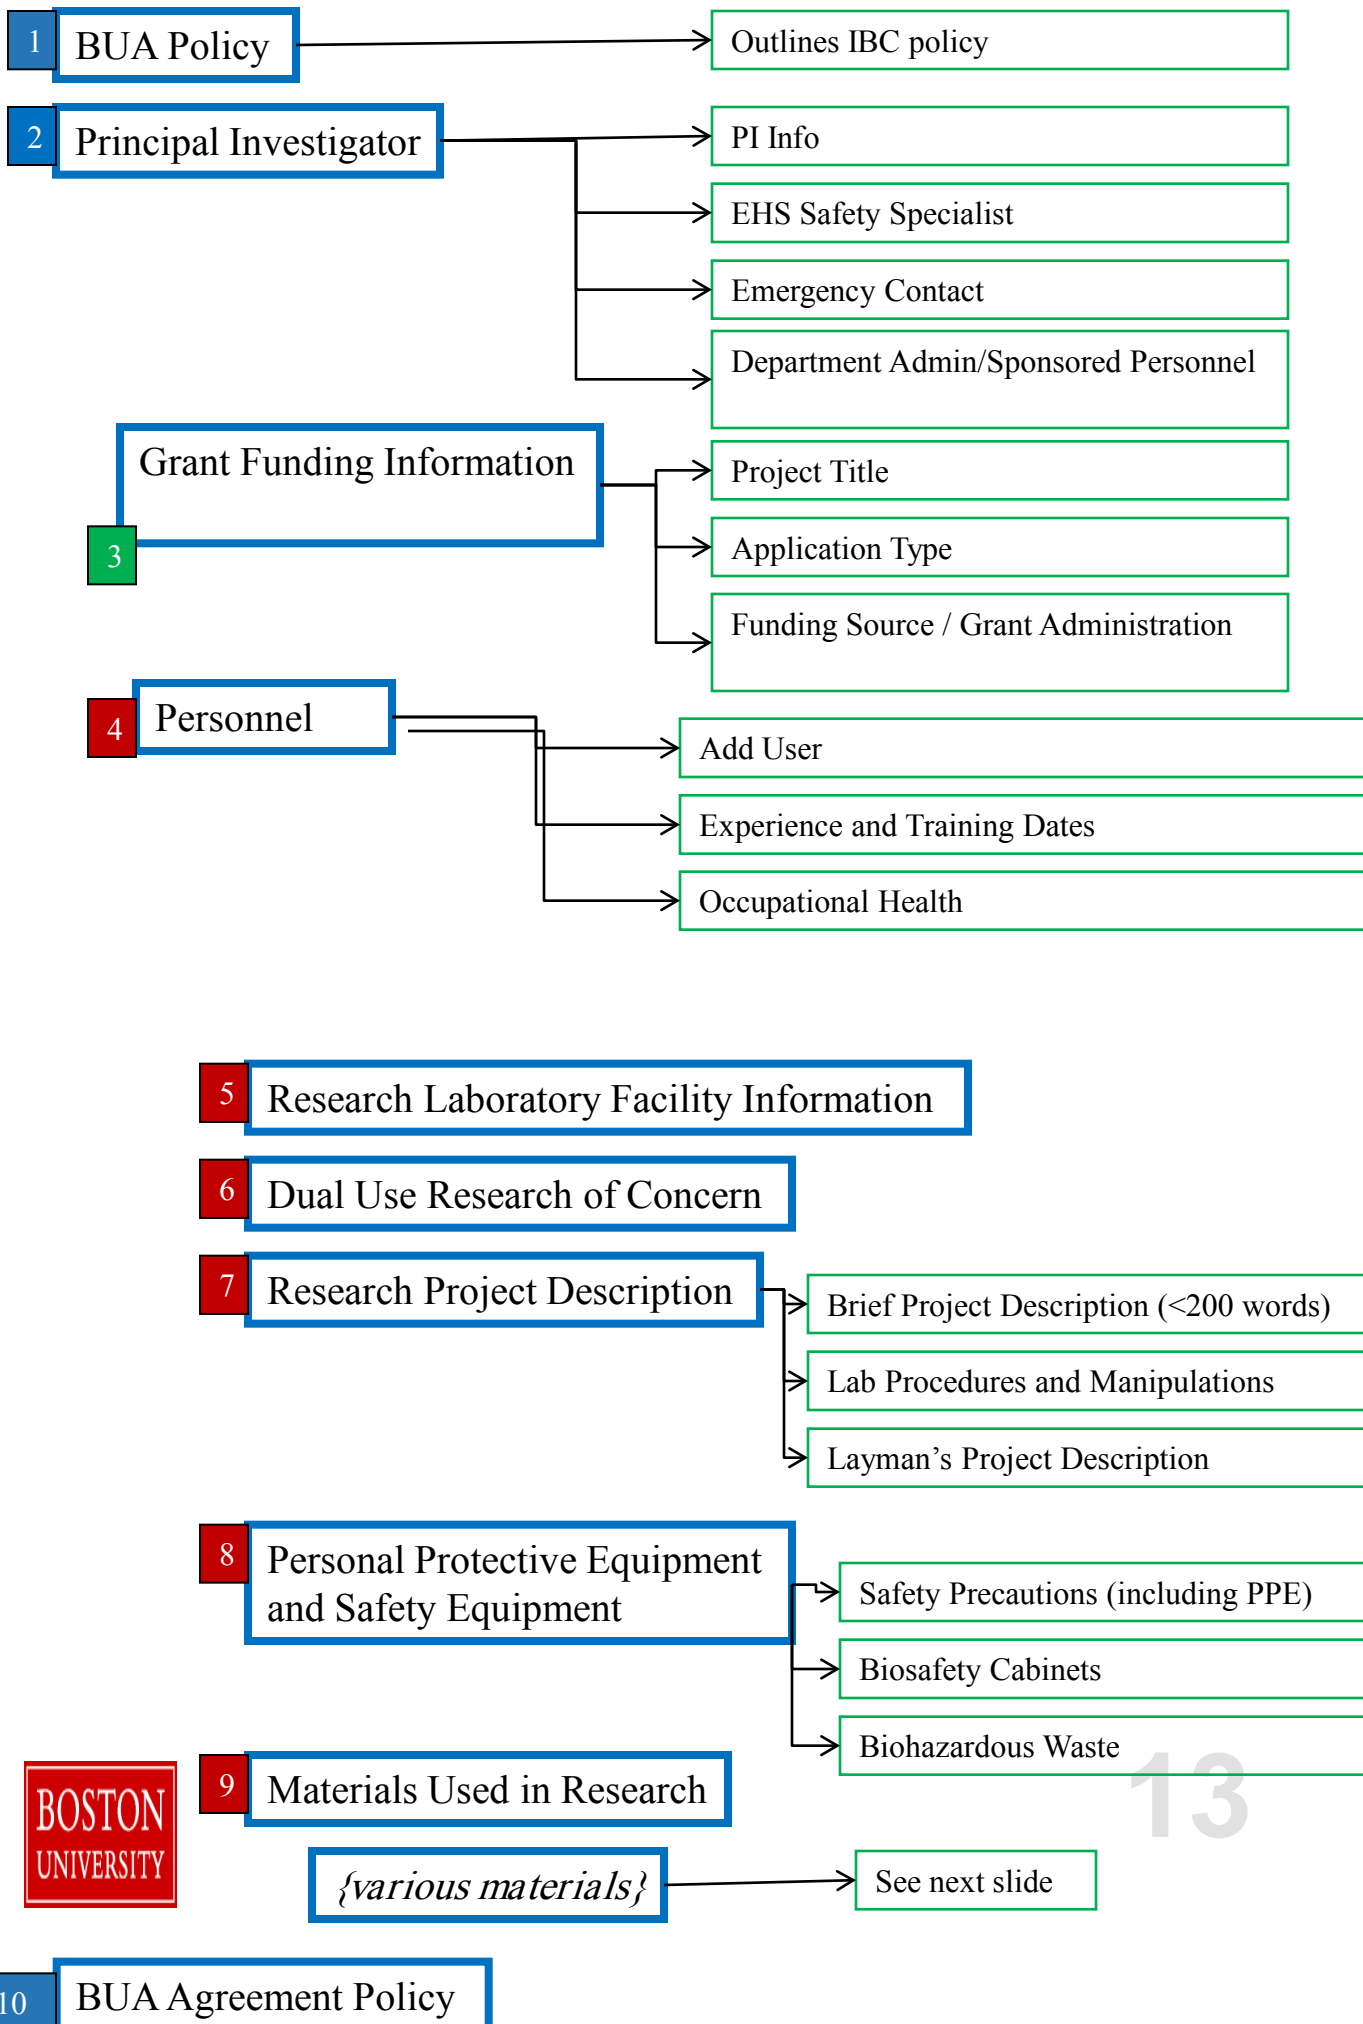 1
BUA Policy
Outlines IBC policy
2
Principal Investigator
PI Info
EHS Safety Specialist
Emergency Contact
Department Admin/Sponsored Personnel
Grant Funding Information
3
Project Title
Application Type
Funding Source / Grant Administration
4
Personnel
Add User
Experience and Training Dates
Occupational Health
5
Research Laboratory Facility Information
6
Dual Use Research of Concern
7
Research Project Description
Brief Project Description (<200 words)
Lab Procedures and Manipulations
Layman’s Project Description
8
Personal Protective Equipment
and Safety Equipment
Safety Precautions (including PPE)
Biosafety Cabinets
Biohazardous Waste
13
BOSTON
UNIVERSITY
9
Materials Used in Research
{various materials}
See next slide
10
BUA Agreement Policy